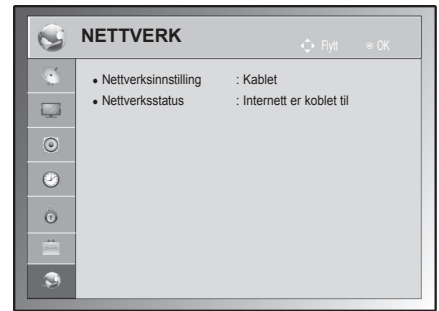 NETTVERK
Flytt OK
• Nettverksinnstilling : Kablet
• Nettverksstatus : Internett er koblet til